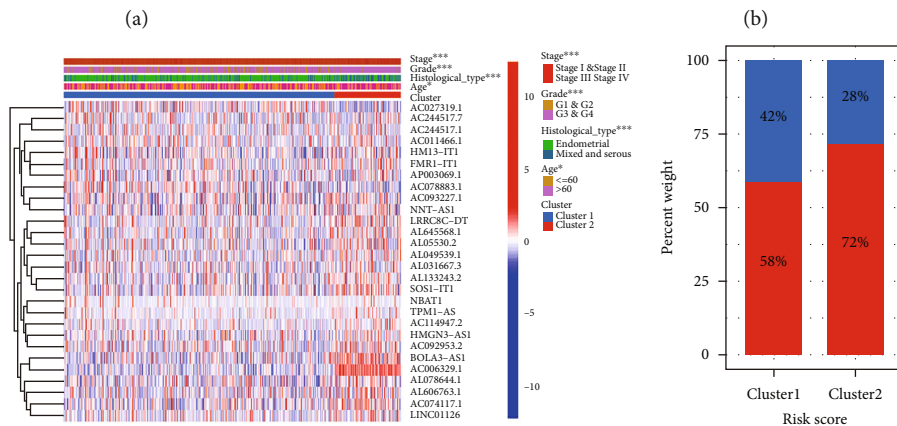 (a)
Stage***
Grade***
Histological_type***
Age*
Cluster
AC027319.1
AC244517.7
AC244517.1
AC011466.1
HM13−IT1
FMR1−IT1
AP003069.1
AC078883.1
AC093227.1
NNT−AS1
LRRC8C−DT
AL645568.1
AL05530.2
AL049539.1
AL031667.3
AL133243.2
SOS1−IT1
NBAT1
TPM1−AS
AC114947.2
HMGN3−AS1
AC092953.2
BOLA3−AS1
AC006329.1
AL078644.1
AL606763.1
AC074117.1
LINC01126
10
5
0
−5
−10
Stage***
Stage I &Stage II
Stage III Stage IV
Grade***
G1 & G2
G3 & G4
Histological_type***
Endometrial
Mixed and serous
Age*
<=60
>60
Cluster
Cluster 1
Cluster 2
(b)
Percent weight
100
75
50
25
0
42%
58%
28%
72%
Cluster1
Cluster2
Risk score